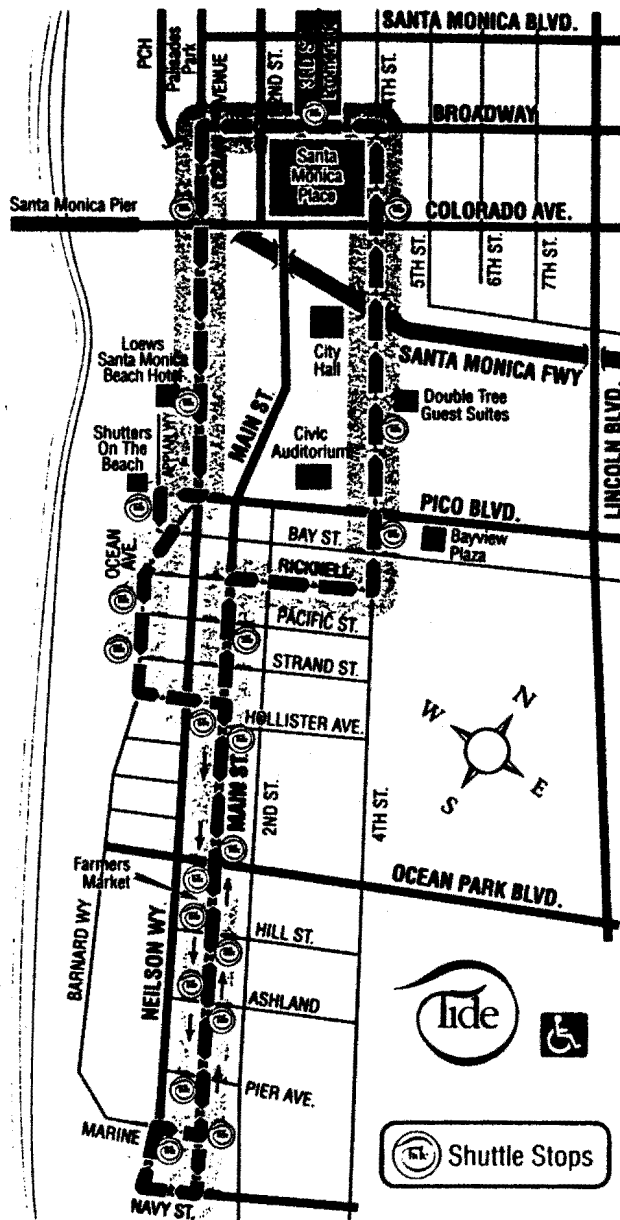 SANTA MONICA BLVD.
PCH
Palisades
Park
AVENUE
OCEAN
2ND ST.
3RD ST.
4TH ST.
BROADWAY
Santa
Monica
Place
Santa Monica Pier
COLORADO AVE.
5TH ST.
6TH ST.
7TH ST.
Loews
Santa Monica
Beach Hotel
City
Hall
SANTA MONICA FWY
Double Tree
Guest Suites
LINCOLN BLVD.
MAIN ST.
Shutters
On The
Beach
APPIAN WY
Civic
Auditorium
PICO BLVD.
OCEAN
AVE.
BAY ST.
Bayview
Plaza
BICKNELL
PACIFIC ST.
STRAND ST.
HOLLISTER AVE.
N
W
E
S
MAIN ST.
2ND ST.
4TH ST.
Farmers
Market
OCEAN PARK BLVD.
BARNARD WY
NEILSON WY
HILL ST.
ASHLAND
Tide
PIER AVE.
MARINE
Shuttle Stops
NAVY ST.